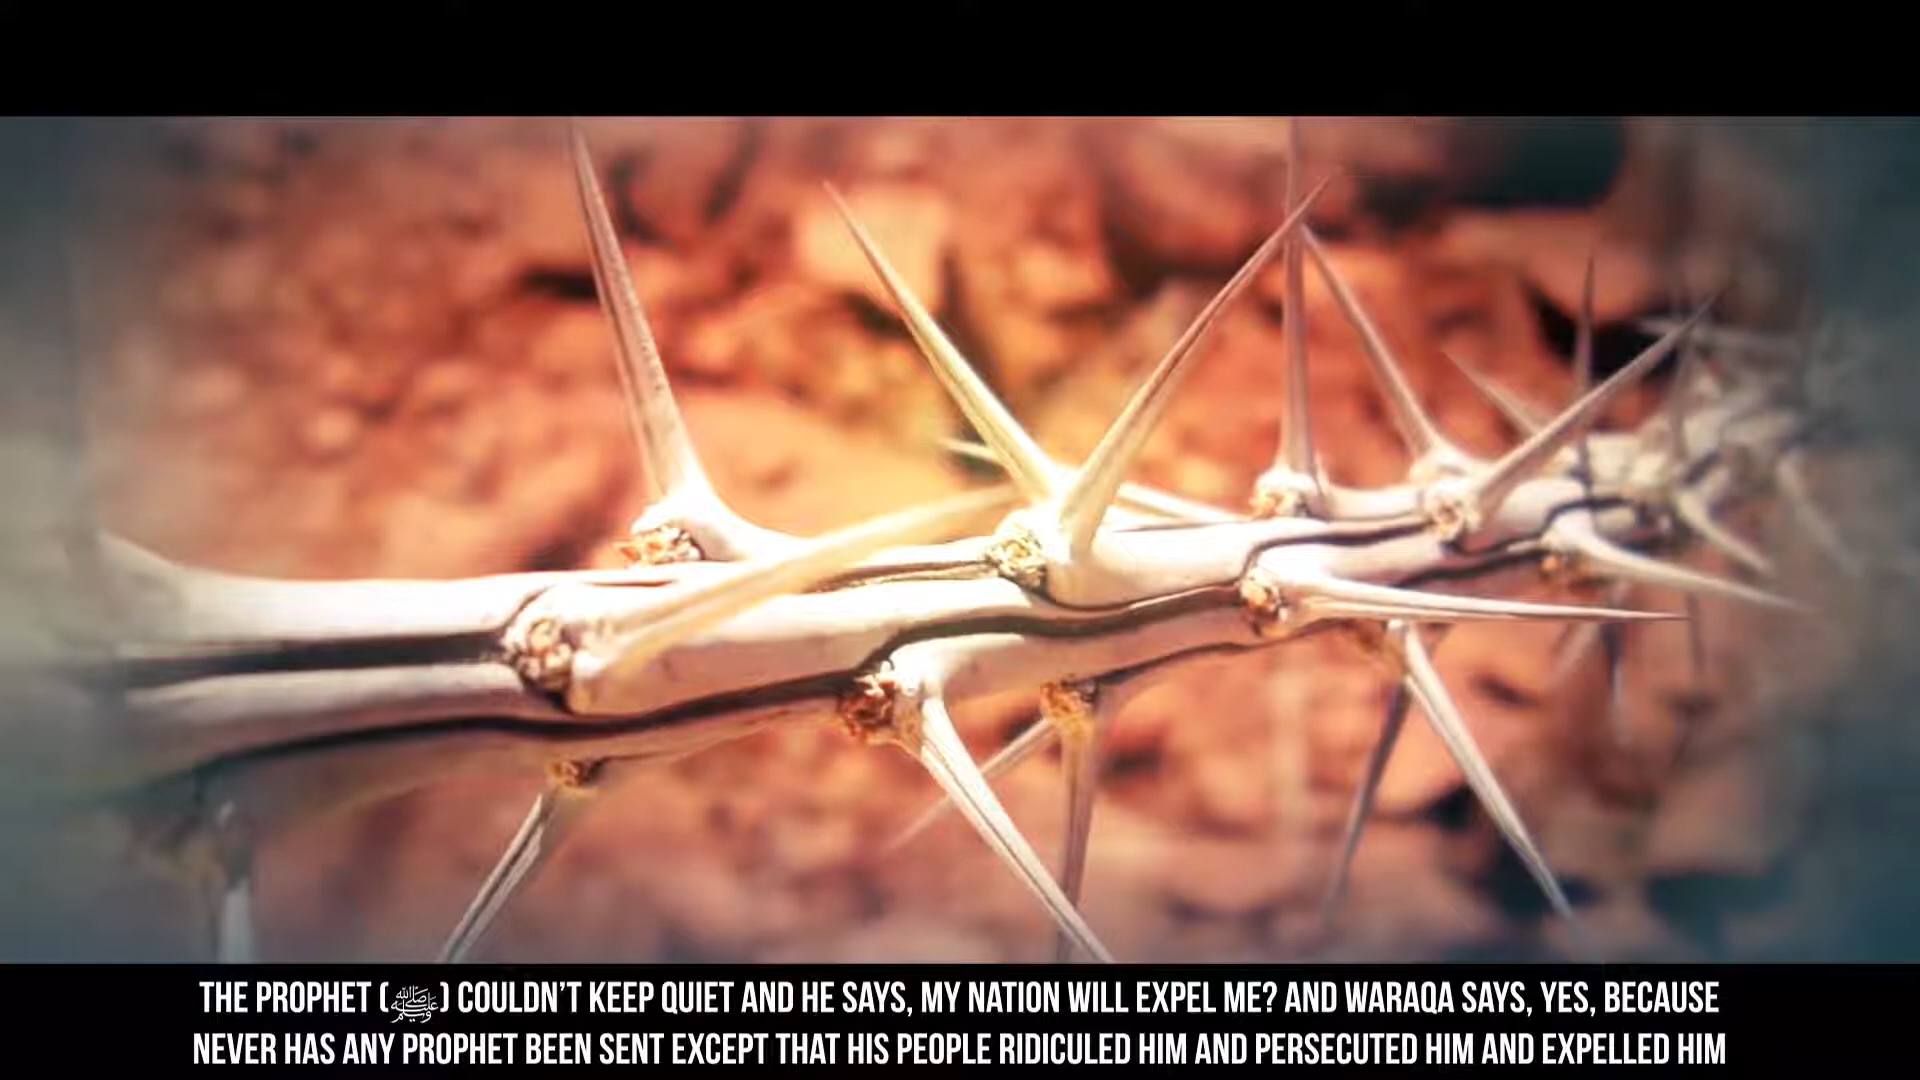 THE PROPHET (ﷺ) COULDN'T KEEP QUIET AND HE SAYS, MY NATION WILL EXPEL ME? AND WARAQA SAYS, YES, BECAUSE
NEVER HAS ANY PROPHET BEEN SENT EXCEPT THAT HIS PEOPLE RIDICULED HIM AND PERSECUTED HIM AND EXPELLED HIM